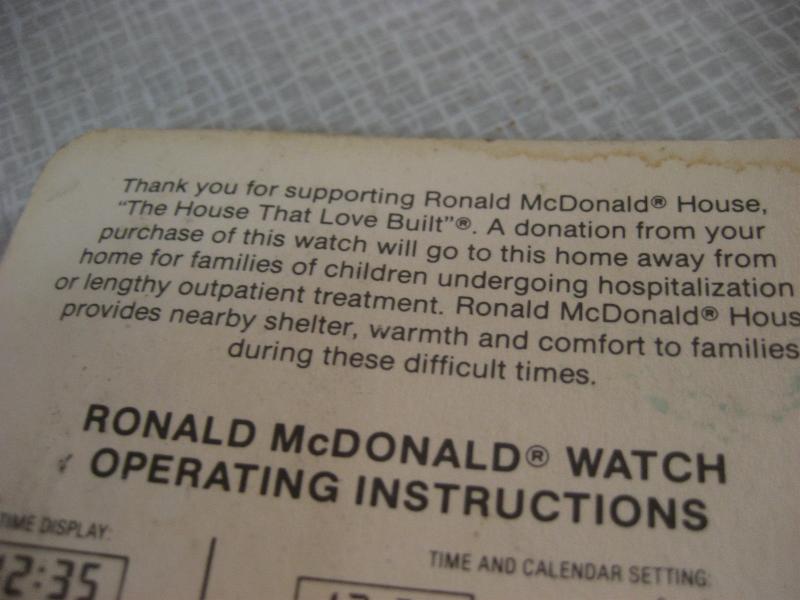 Thank you for supporting Ronald McDonald® House,
"The House That Love Built"®. A donation from your
purchase of this watch will go to this home away from
home for families of children undergoing hospitalization
or lengthy outpatient treatment. Ronald McDonald® Hous
provides nearby shelter, warmth and comfort to families
during these difficult times.
RONALD McDONALD® WATCH
OPERATING INSTRUCTIONS
TIME DISPLAY:
TIME AND CALENDAR SETTING:
12:35